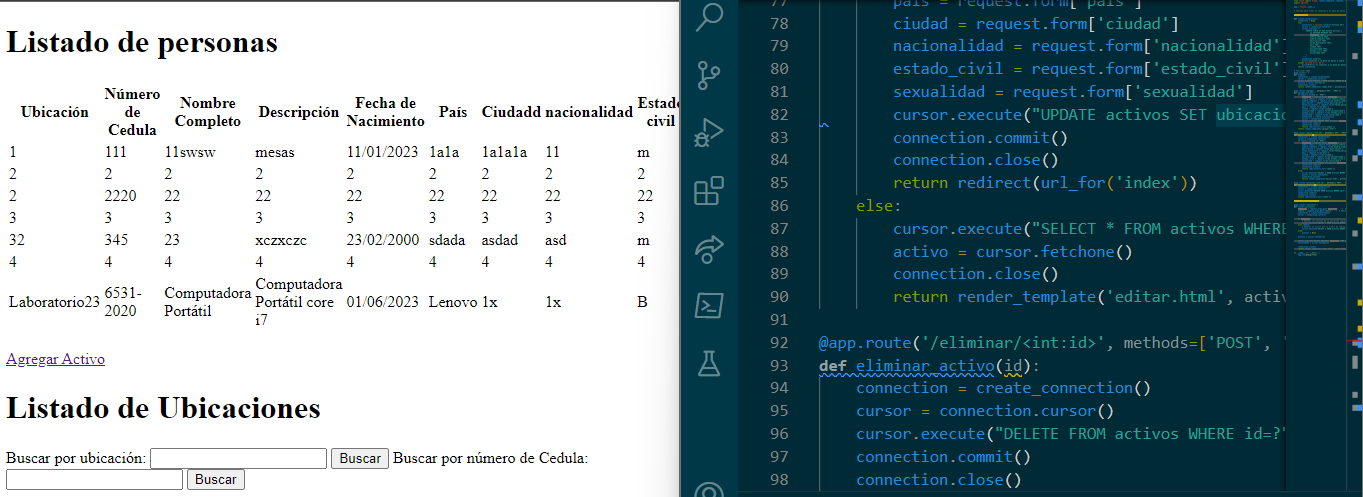 Listado de personas
Ubicación Número de Cedula Nombre Completo Descripción Fecha de Nacimiento País Ciudadd nacionalidad Estado civil
1 111 11swsw mesas 11/01/2023 1a1a 1a1a1a 11 m
2 2 2 2 2 2 2 2 2
2 2220 22 22 22 22 22 22 22
3 3 3 3 3 3 3 3 3
32 345 23 xczxczc 23/02/2000 sdada asdad asd m
4 4 4 4 4 4 4 4 4
Laboratorio23 6531-2020 Computadora Portátil Computadora Portátil core i7 01/06/2023 Lenovo 1x 1x B
Agregar Activo
Listado de Ubicaciones
Buscar por ubicación: Buscar Buscar por número de Cedula:
Buscar
77 pais = request.form['pais']
78 ciudad = request.form['ciudad']
79 nacionalidad = request.form['nacionalidad']
80 estado_civil = request.form['estado_civil']
81 sexualidad = request.form['sexualidad']
82 cursor.execute("UPDATE activos SET ubicacio
83 connection.commit()
84 connection.close()
85 return redirect(url_for('index'))
86 else:
87 cursor.execute("SELECT * FROM activos WHERE
88 activo = cursor.fetchone()
89 connection.close()
90 return render_template('editar.html', activ
91
92 @app.route('/eliminar/<int:id>', methods=['POST', '
93 def eliminar_activo(id):
94 connection = create_connection()
95 cursor = connection.cursor()
96 cursor.execute("DELETE FROM activos WHERE id=?"
97 connection.commit()
98 connection.close()